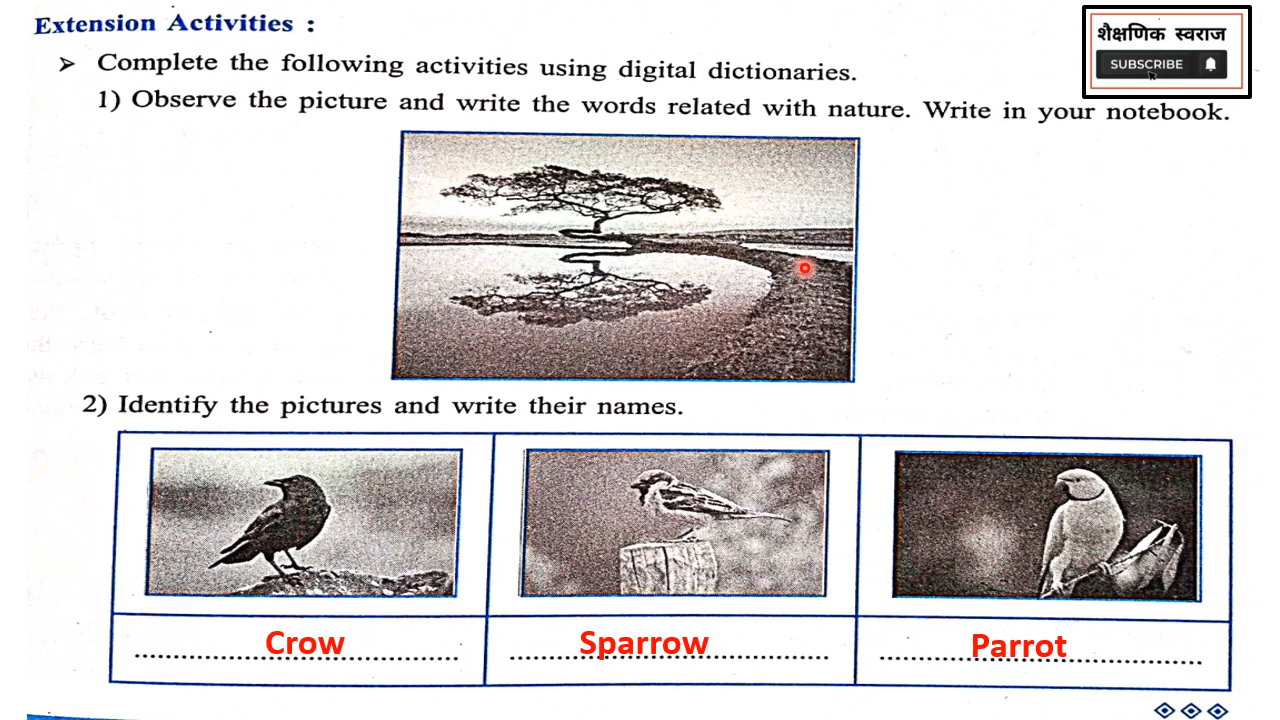 Extension Activities :
शैक्षणिक स्वराज
SUBSCRIBE
➢ Complete the following activities using digital dictionaries.
1) Observe the picture and write the words related with nature. Write in your notebook.
2) Identify the pictures and write their names.
Crow Sparrow Parrot